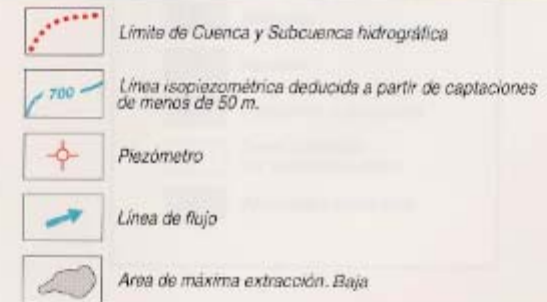 Límite de Cuenca y Subcuenca hidrográfica
700
Línea isopiezométrica deducida a partir de captaciones
de menos de 50 m.
Piezómetro
Línea de flujo
Area de máxima extracción. Baja